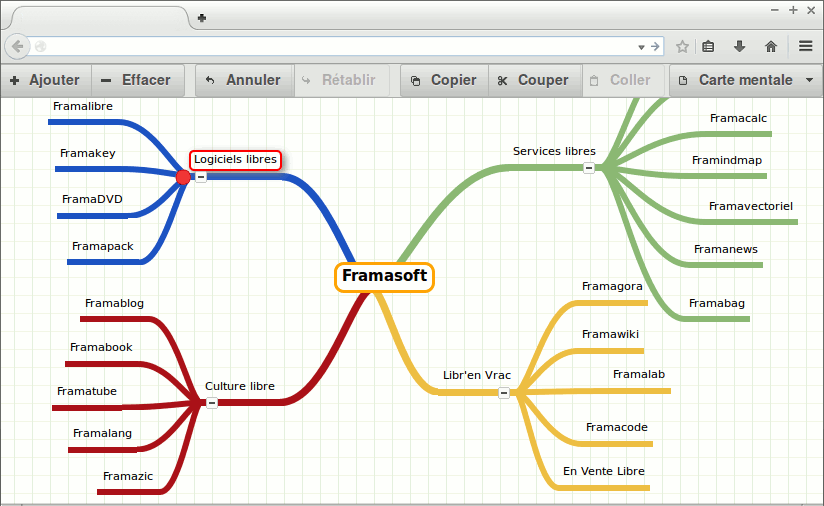 Ajouter
Effacer
Annuler
Rétablir
Copier
Couper
Coller
Carte mentale
Framasoft
Logiciels libres
Framalibre
Framakey
FramaDVD
Framapack
Culture libre
Framablog
Framabook
Framatube
Framalang
Framazic
Services libres
Framacalc
Framindmap
Framavectoriel
Framanews
Framabag
Libr'en Vrac
Framagora
Framawiki
Framalab
Framacode
En Vente Libre